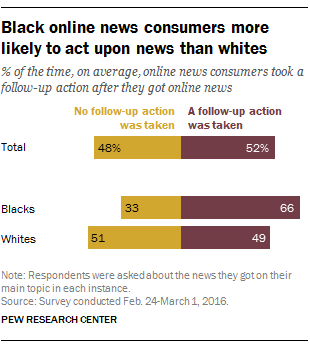 Black online news consumers more
likely to act upon news than whites
% of the time, on average, online news consumers took a
follow-up action after they got online news
No follow-up action
was taken
A follow-up action
was taken
Total 48% 52%
Blacks 33 66
Whites 51 49
Note: Respondents were asked about the news they got on their
main topic in each instance.
Source: Survey conducted Feb. 24-March 1, 2016.
PEW RESEARCH CENTER